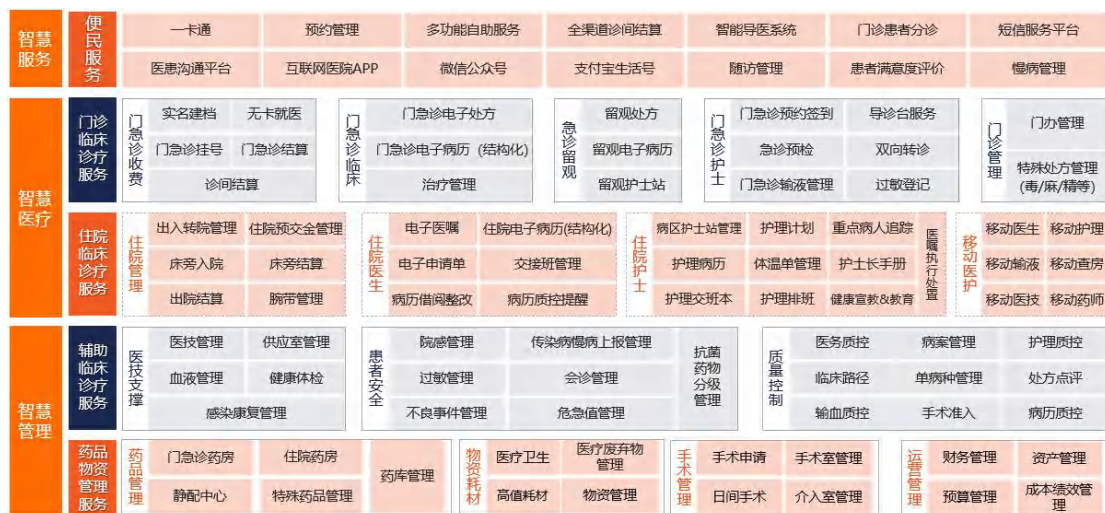 智慧服务
便民服务
一卡通 预约管理 多功能自助服务 全渠道诊间结算 智能导医系统 门诊患者分诊 短信服务平台
医患沟通平台 互联网医院APP 微信公众号 支付宝生活号 随访管理 患者满意度评价 慢病管理
智慧医疗
门诊临床诊疗服务
门急诊收费
实名建档 无卡就医
门急诊挂号 门急诊结算
诊间结算
门急诊临床
门急诊电子处方
门急诊电子病历（结构化）
治疗管理
急诊留观
留观处方
留观电子病历
留观护士站
门急诊护士
门急诊预约签到 导诊台服务
急诊预检 双向转诊
门急诊输液管理 过敏登记
门诊管理
门办管理
特殊处方管理
(毒/麻/精等)
住院临床诊疗服务
住院管理
出入转院管理 住院预交金管理
床旁入院 床旁结算
出院结算 腕带管理
住院医生
电子医嘱 住院电子病历(结构化)
电子申请单 交接班管理
病历借阅整改 病历质控提醒
住院护士
病区护士站管理 护理计划 重点病人追踪
护理病历 体温单管理 护士长手册
护理交班本 护理排班 健康宣教&教育
医嘱执行处置
移动医护
移动医生 移动护理
移动输液 移动查房
移动医技 移动药师
智慧管理
辅助临床诊疗服务
医技支撑
医技管理 供应室管理
血液管理 健康体检
感染康复管理
患者安全
院感管理 传染病慢病上报管理
过敏管理 会诊管理
不良事件管理 危急值管理
抗菌药物分级管理
质量控制
医务质控 病案管理 护理质控
临床路径 单病种管理 处方点评
输血质控 手术准入 病历质控
药品物资管理服务
药品管理
门急诊药房 住院药房
静配中心 特殊药品管理
药库管理
物资耗材
医疗卫生 医疗废弃物
管理
高值耗材 物资管理
手术管理
手术申请 手术室管理
日间手术 介入室管理
运营管理
财务管理 资产管理
预算管理 成本绩效管
理